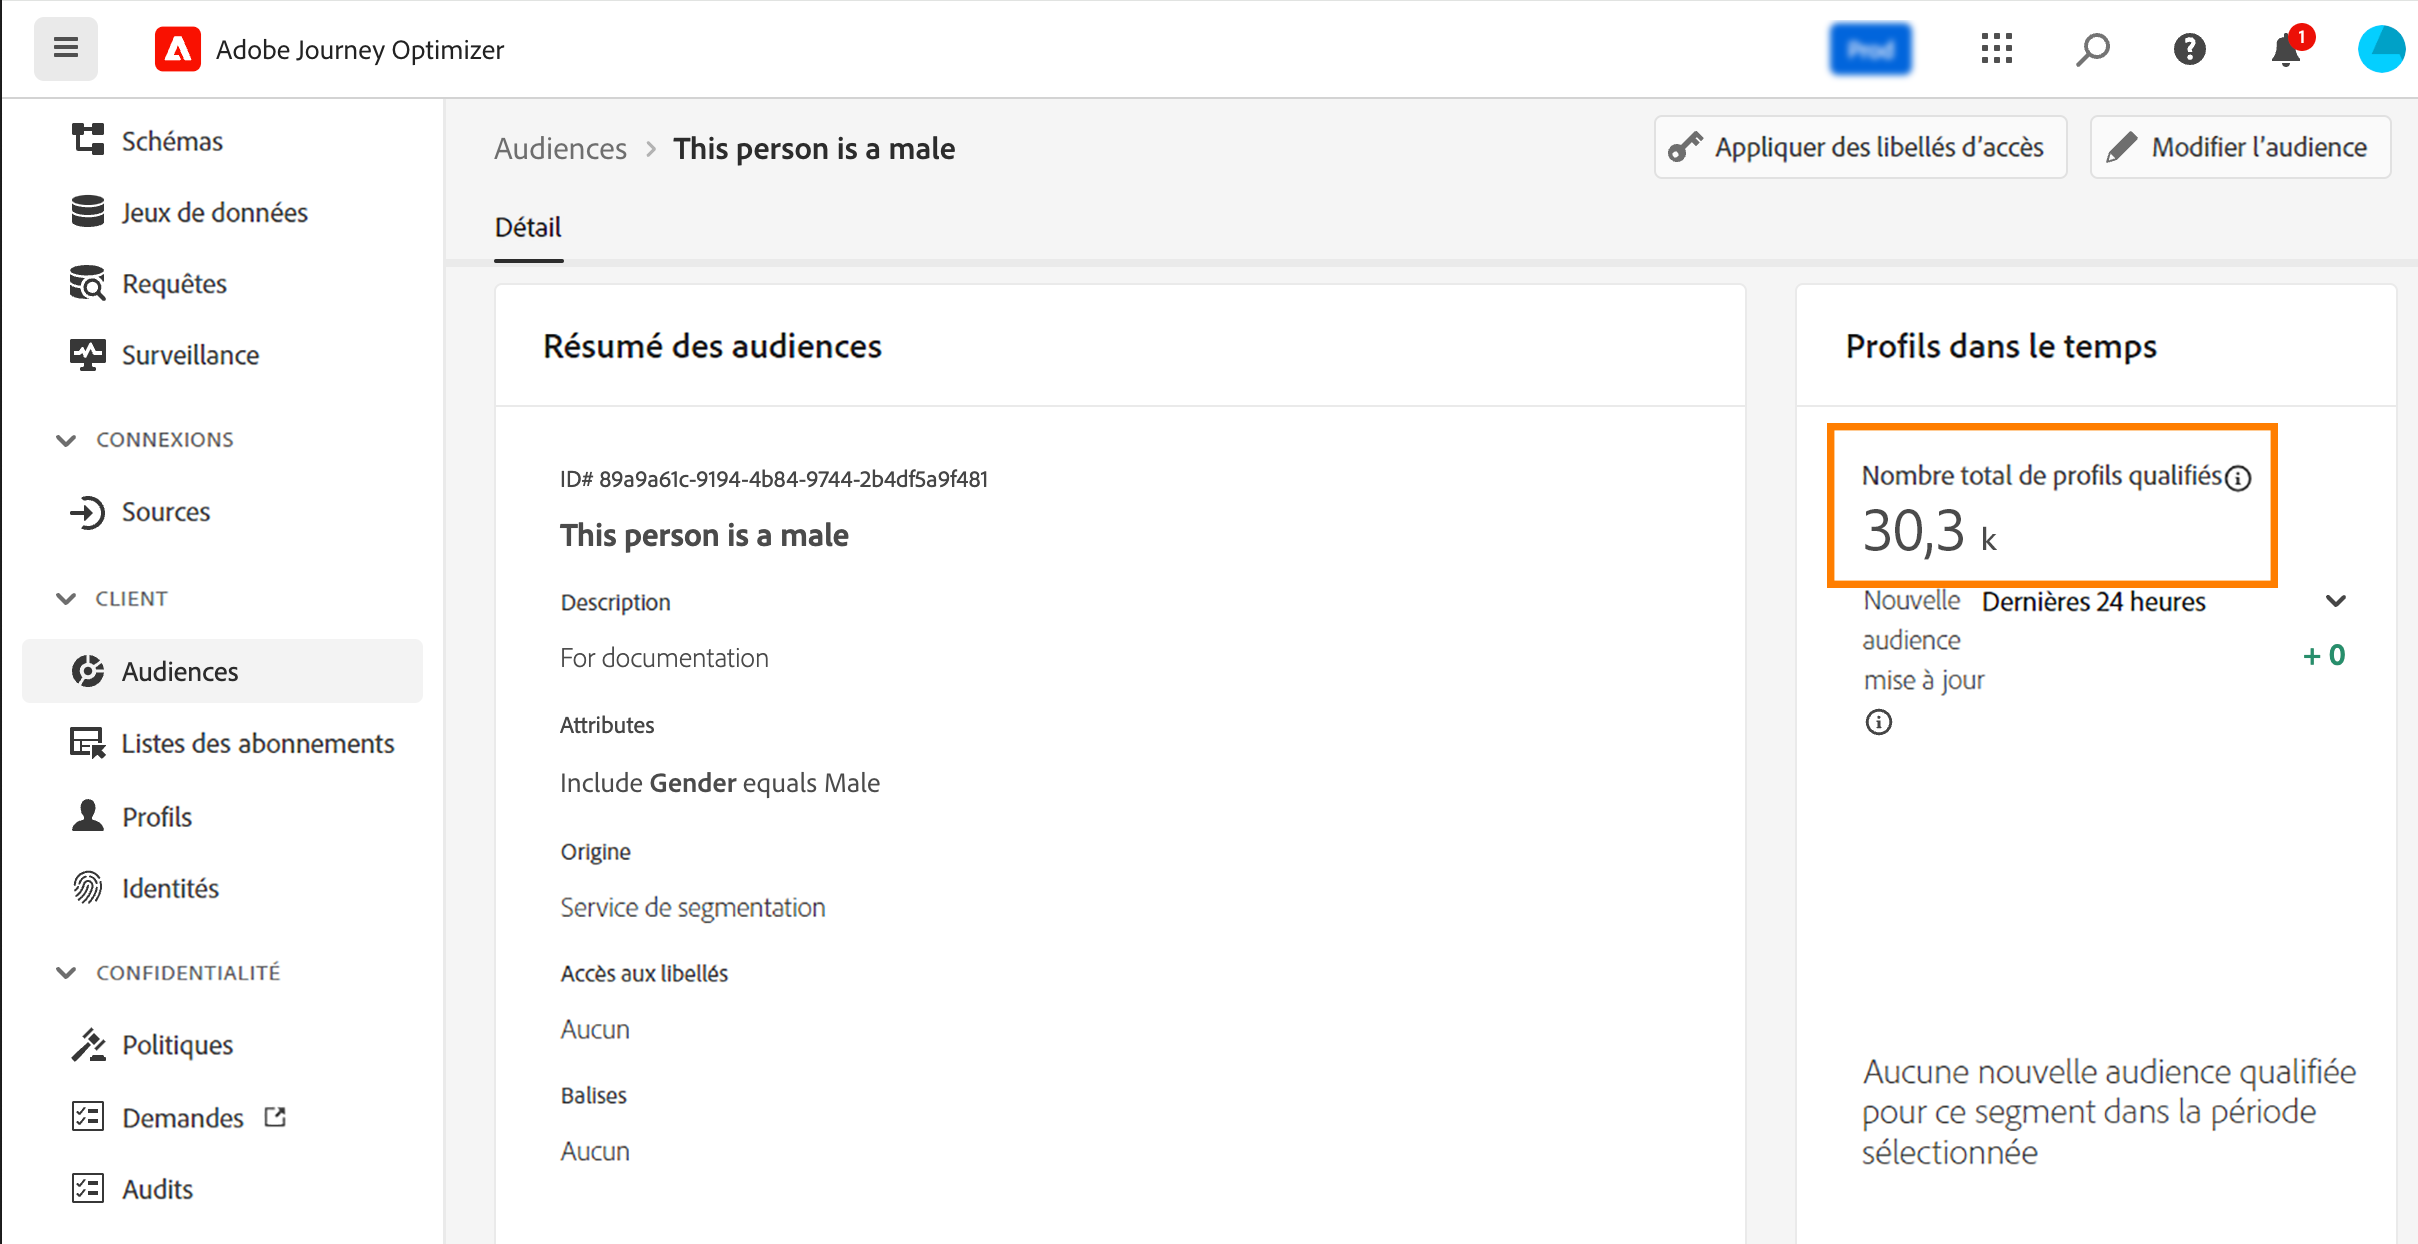 Adobe Journey Optimizer
1
Schémas
Jeux de données
Requêtes
Surveillance
CONNEXIONS
Sources
CLIENT
Audiences
Listes des abonnements
Profils
Identités
CONFIDENTIALITÉ
Politiques
Demandes
Audits
Audiences > This person is a male
Appliquer des libellés d’accès
Modifier l’audience
Détail
Résumé des audiences
ID# 89a9a61c-9194-4b84-9744-2b4df5a9f481
This person is a male
Description
For documentation
Attributes
Include Gender equals Male
Origine
Service de segmentation
Accès aux libellés
Aucun
Balises
Aucun
Profils dans le temps
Nombre total de profils qualifiés
30,3 k
Nouvelle
audience
mise à jour
Dernières 24 heures
+ 0
Aucune nouvelle audience qualifiée
pour ce segment dans la période
sélectionnée